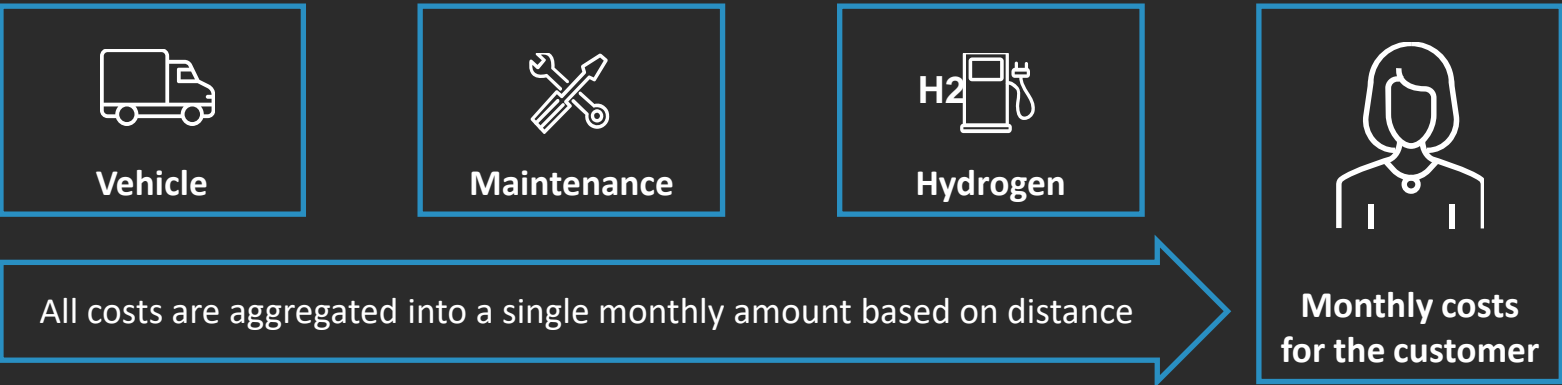 Vehicle
Maintenance
H2
Hydrogen
All costs are aggregated into a single monthly amount based on distance
Monthly costs
for the customer